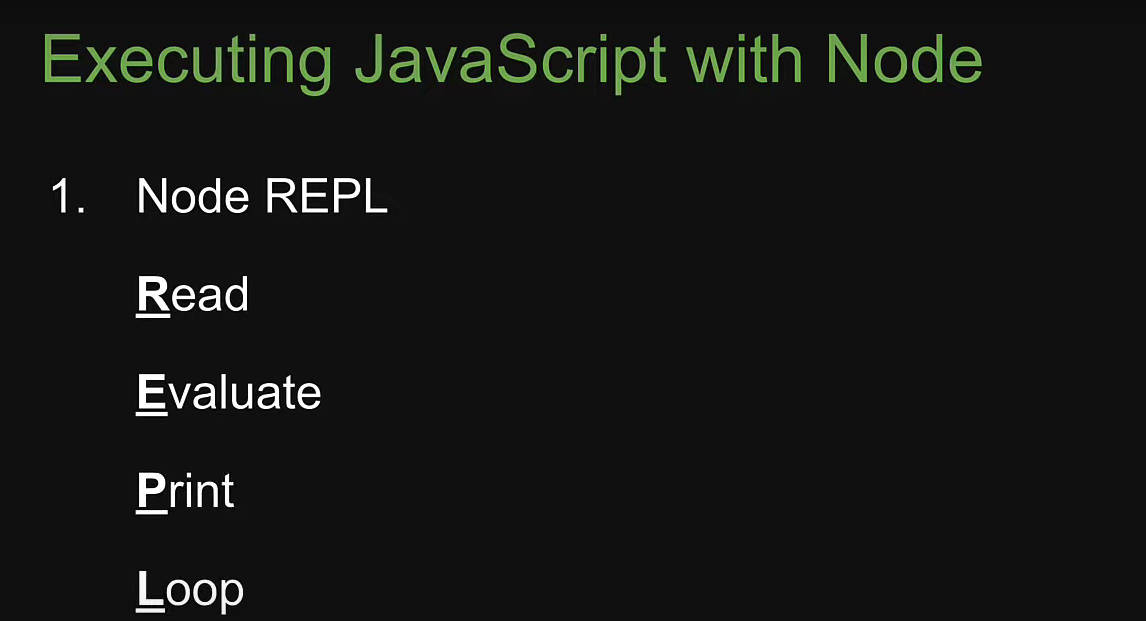 Executing JavaScript with Node
1. Node REPL
Read
Evaluate
Print
Loop